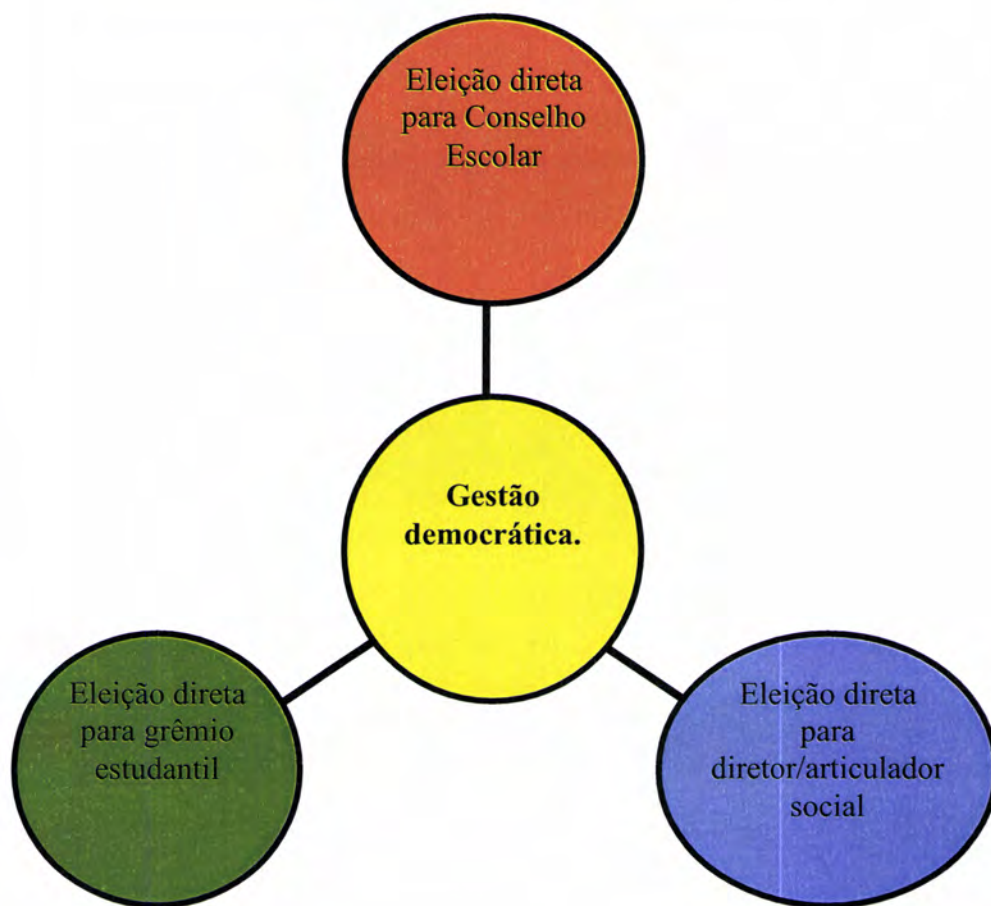 Eleição direta
para Conselho
Escolar
Gestão
democrática.
Eleição direta
para grêmio
estudantil
Eleição direta
para
diretor/articulador
social